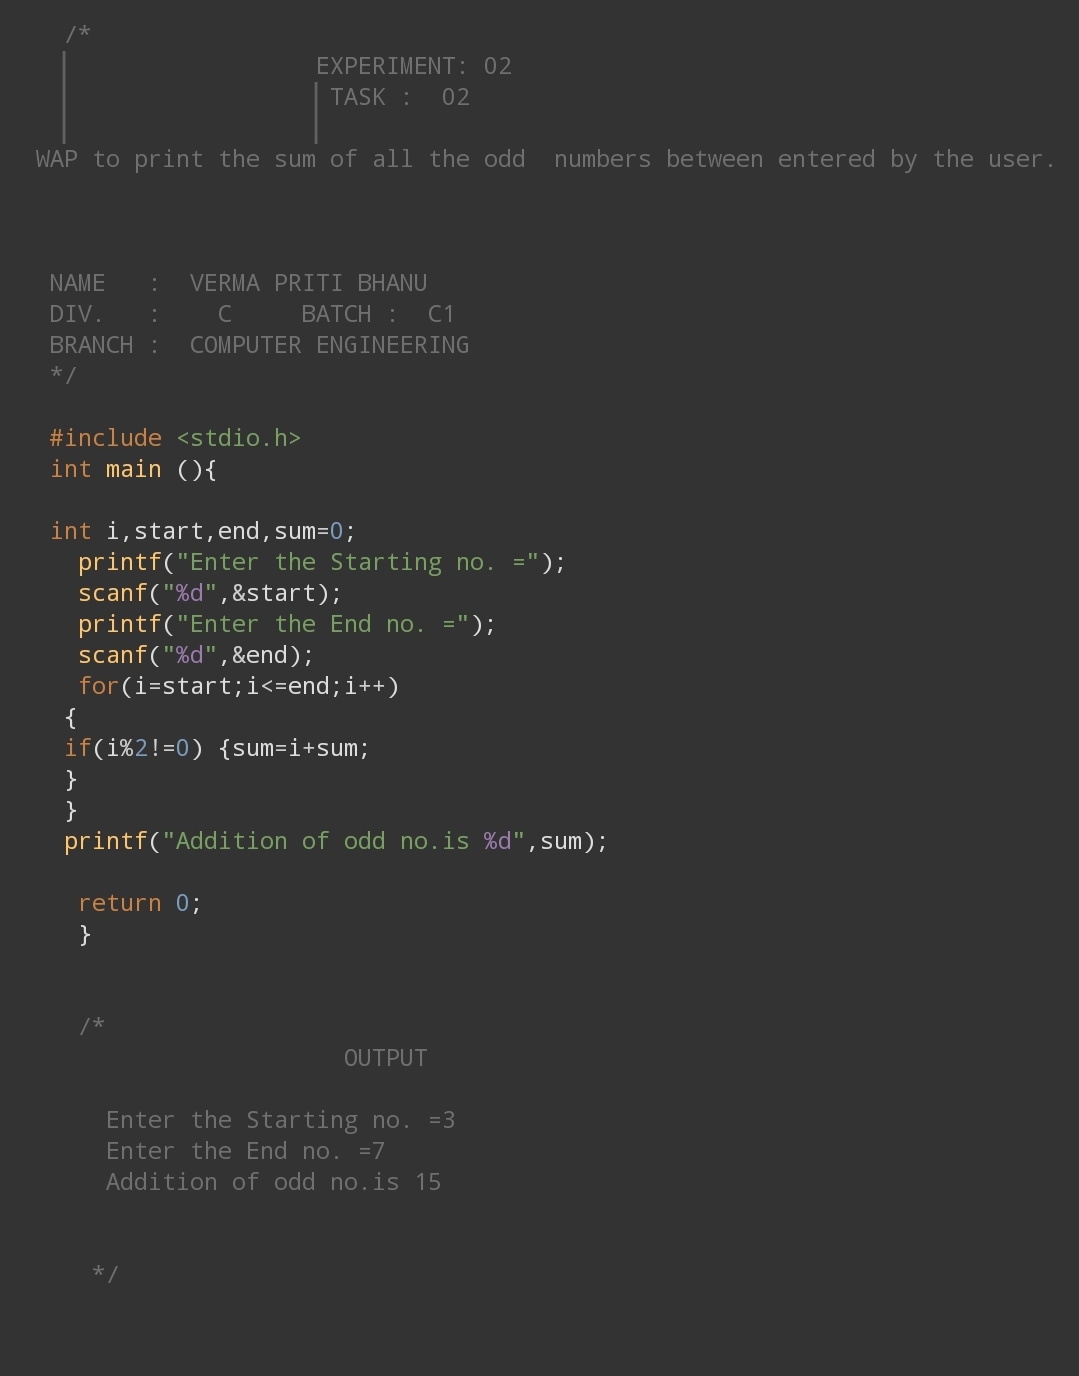 /*
EXPERIMENT: 02
TASK :  02
WAP to print the sum of all the odd  numbers between entered by the user.
NAME   :  VERMA PRITI BHANU
DIV.   :    C     BATCH :  C1
BRANCH :  COMPUTER ENGINEERING
*/
#include <stdio.h>
int main (){
int i,start,end,sum=0;
printf("Enter the Starting no. =");
scanf("%d",&start);
printf("Enter the End no. =");
scanf("%d",&end);
for(i=start;i<=end;i++)
{
if(i%2!=0) {sum=i+sum;
}
}
printf("Addition of odd no.is %d",sum);
return 0;
}
/*
OUTPUT
Enter the Starting no. =3
Enter the End no. =7
Addition of odd no.is 15
*/